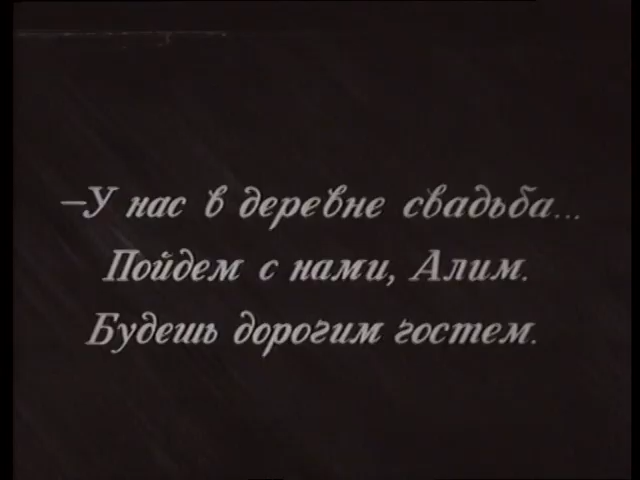 –У нас в деревне свадьба...
Пойдем с нами, Алим.
Будешь дорогим гостем.